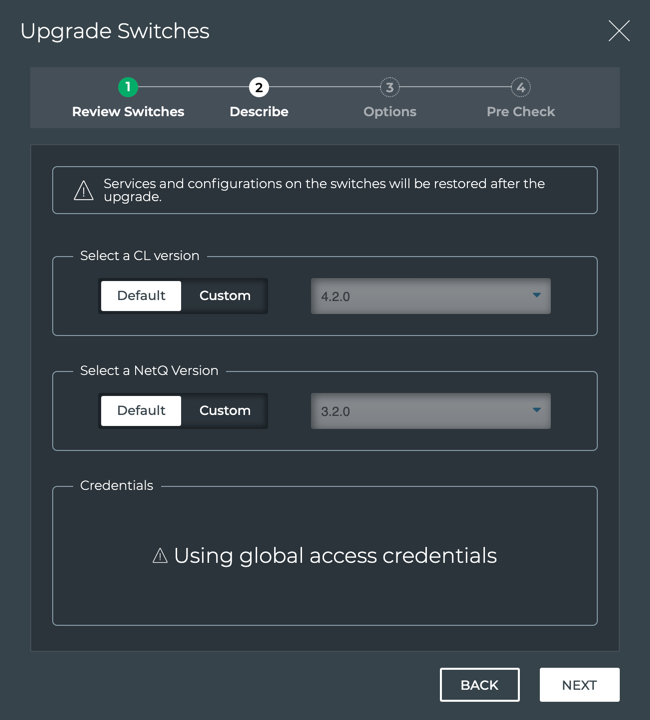 Upgrade Switches
1
2
3
4
Review Switches
Describe
Options
Pre Check
Services and configurations on the switches will be restored after the
upgrade.
Select a CL version
Default
Custom
4.2.0
Select a NetQ Version
Default
Custom
3.2.0
Credentials
Using global access credentials
BACK
NEXT